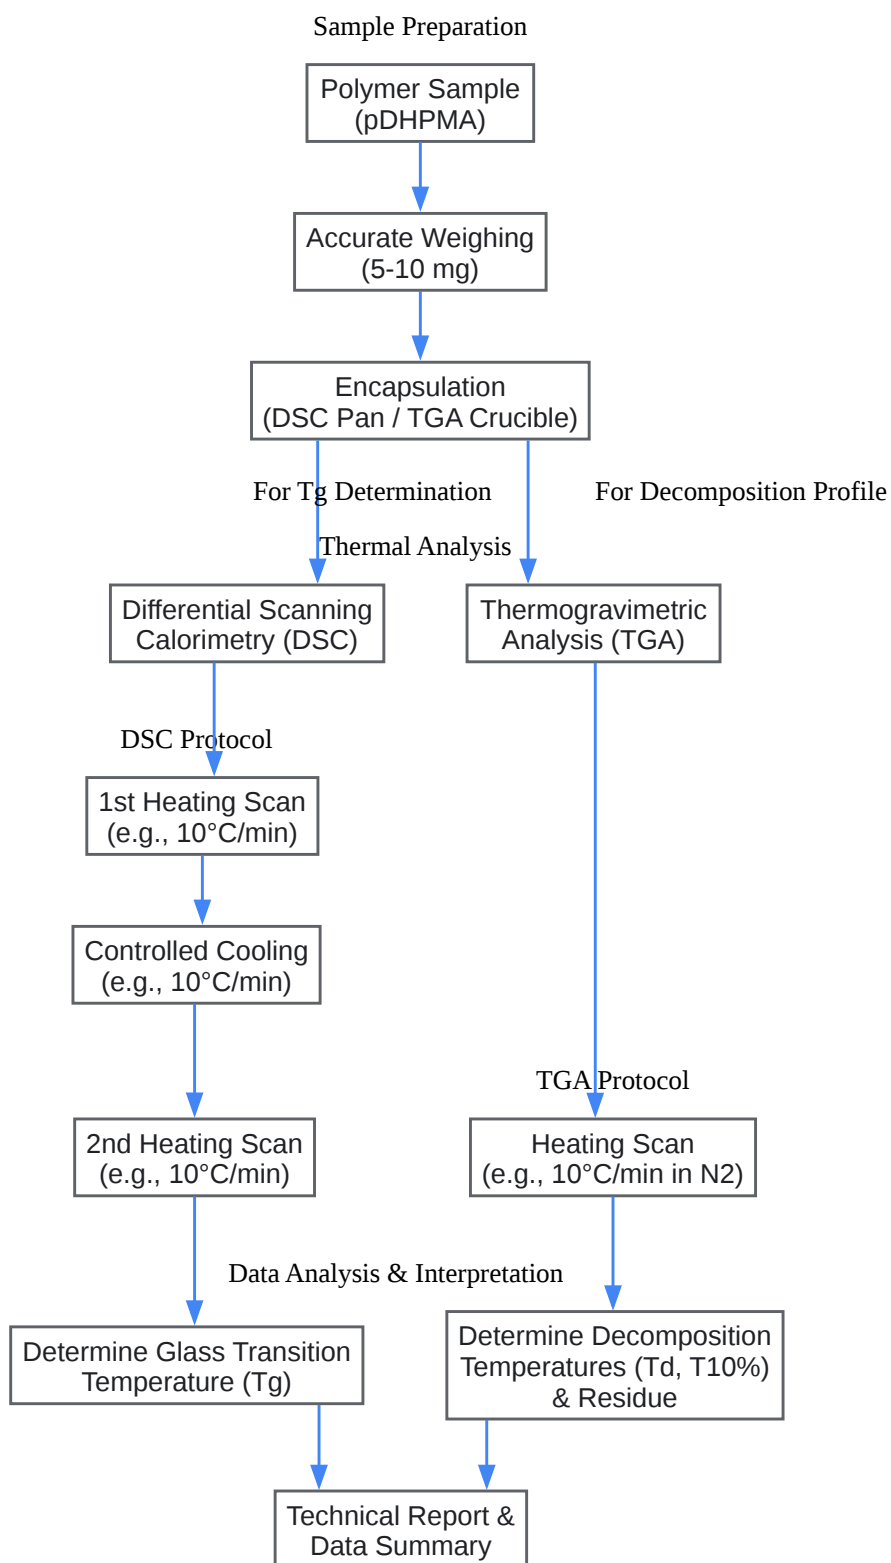 Sample Preparation
Polymer Sample
(pDHPMA)
Accurate Weighing
(5-10 mg)
Encapsulation
(DSC Pan / TGA Crucible)
For Tg Determination
For Decomposition Profile
Thermal Analysis
Differential Scanning
Calorimetry (DSC)
Thermogravimetric
Analysis (TGA)
DSC Protocol
1st Heating Scan
(e.g., 10°C/min)
Controlled Cooling
(e.g., 10°C/min)
TGA Protocol
2nd Heating Scan
(e.g., 10°C/min)
Heating Scan
(e.g., 10°C/min in N2)
Data Analysis & Interpretation
Determine Glass Transition
Temperature (Tg)
Determine Decomposition
Temperatures (Td, T10%)
& Residue
Technical Report &
Data Summary